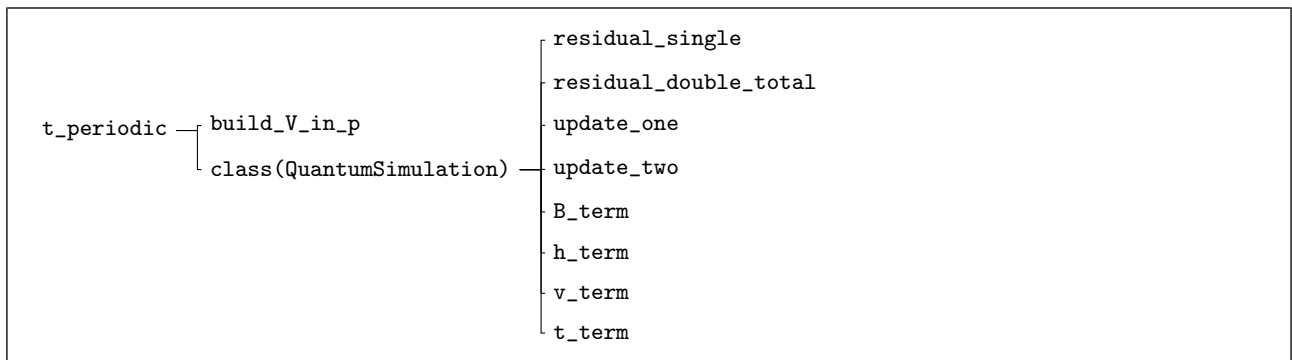 residual_single
residual_double_total
t_periodic
build_V_in_p
update_one
class(QuantumSimulation)
update_two
B_term
h_term
v_term
t_term